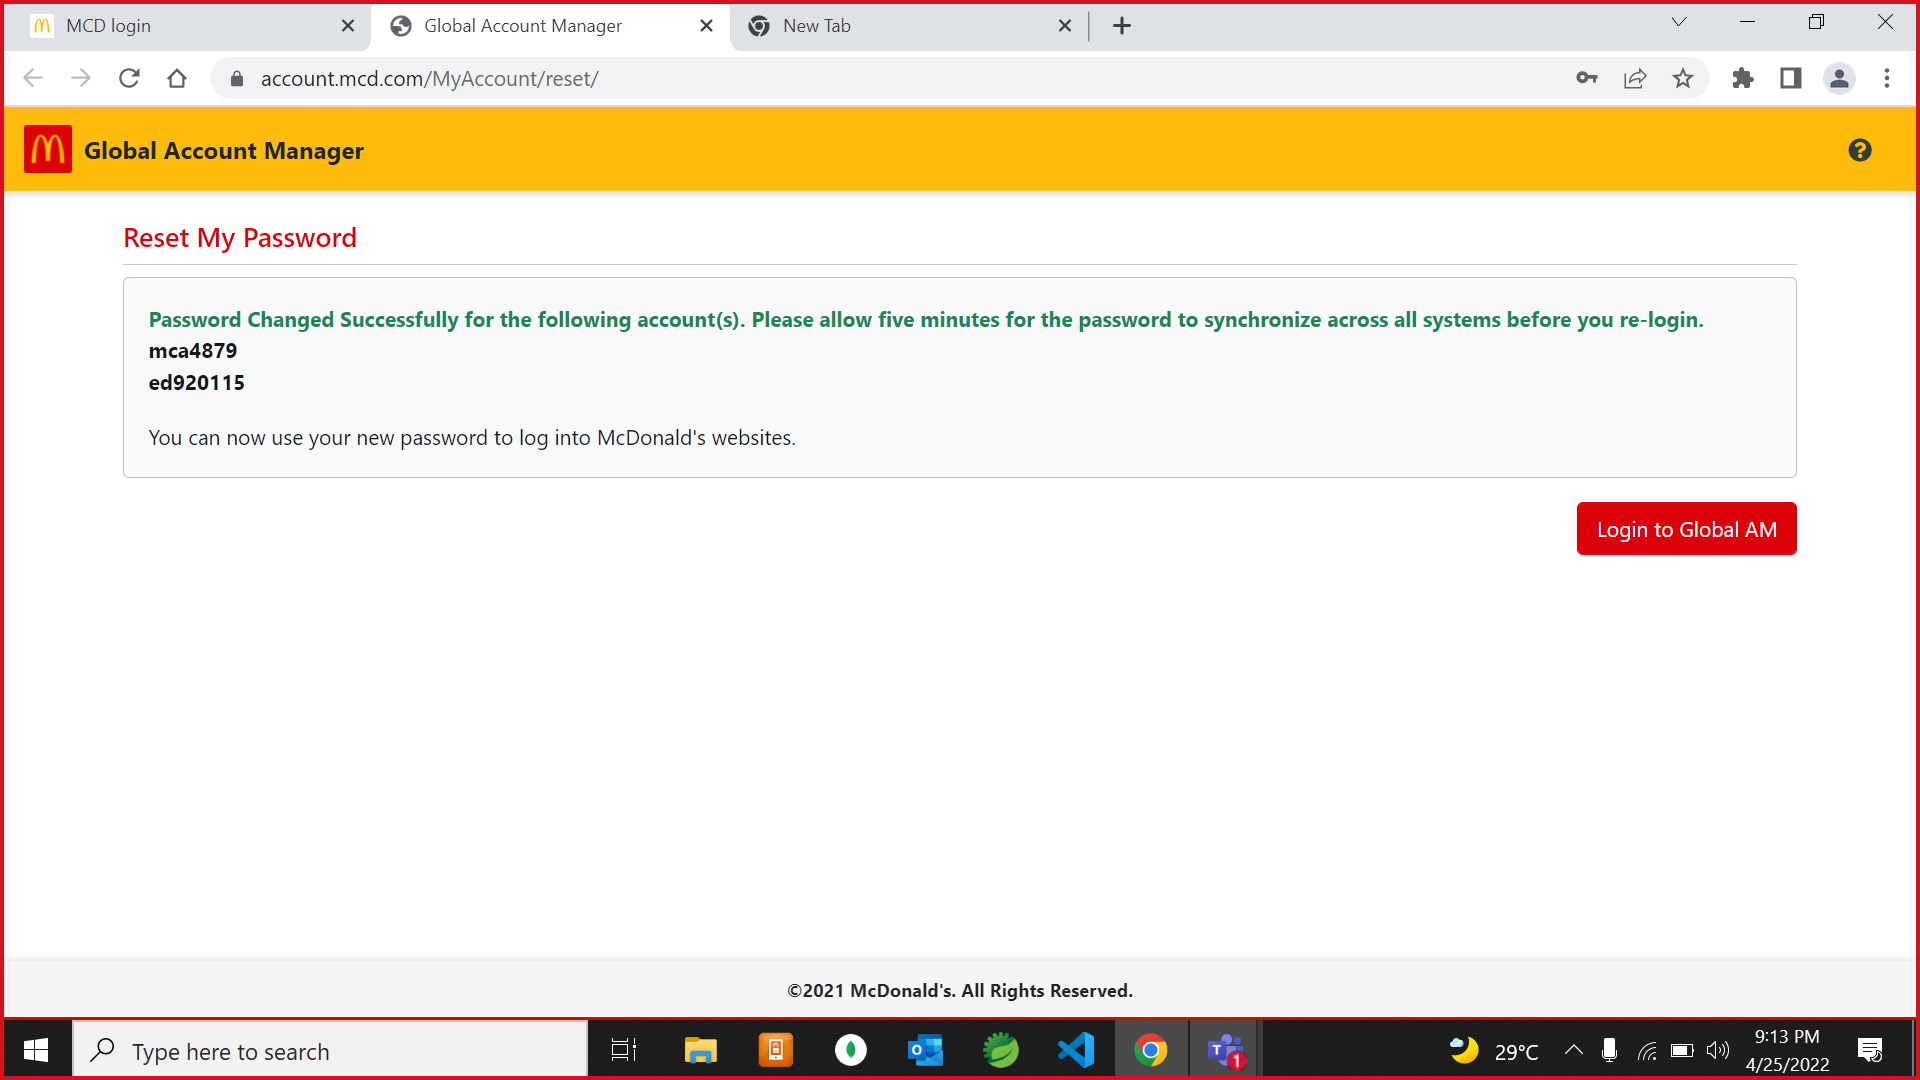 MCD login
Global Account Manager
New Tab
account.mcd.com/MyAccount/reset/
Global Account Manager
Reset My Password
Password Changed Successfully for the following account(s). Please allow five minutes for the password to synchronize across all systems before you re-login.
mca4879
ed920115
You can now use your new password to log into McDonald's websites.
Login to Global AM
©2021 McDonald's. All Rights Reserved.
Type here to search
1
29°C
9:13 PM
4/25/2022